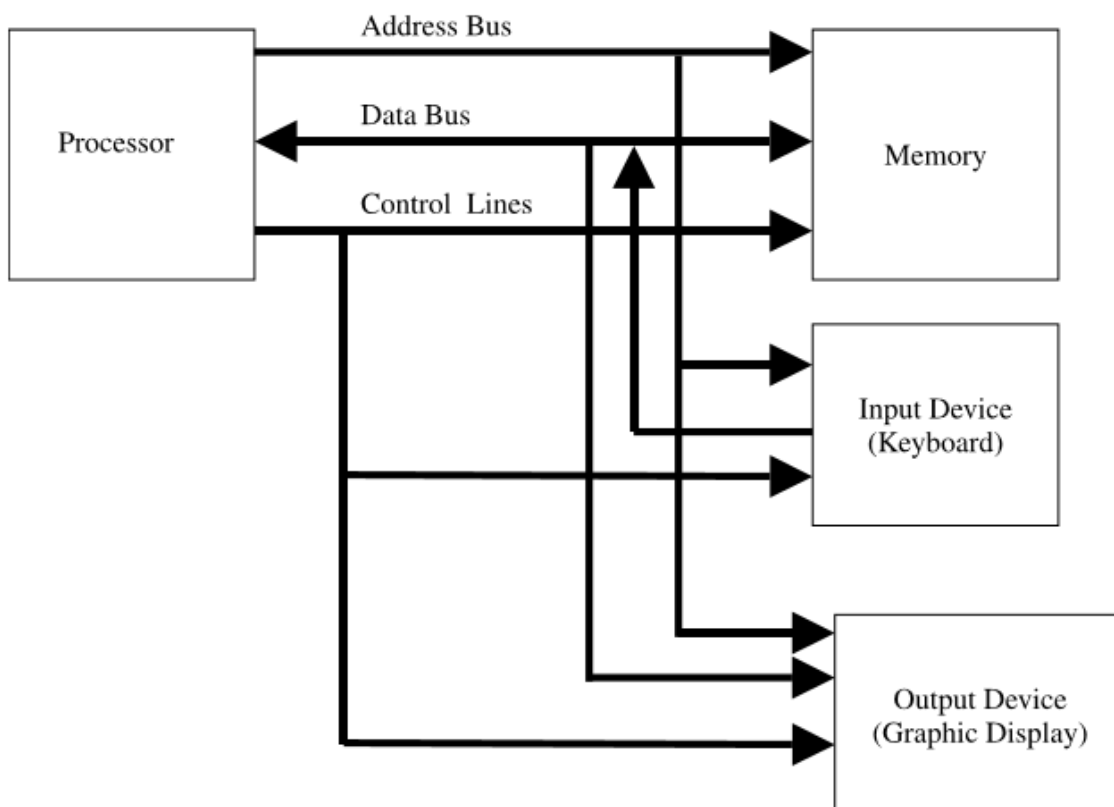 Address Bus
Processor
Data Bus
Memory
Control Lines
Input Device
(Keyboard)
Output Device
(Graphic Display)